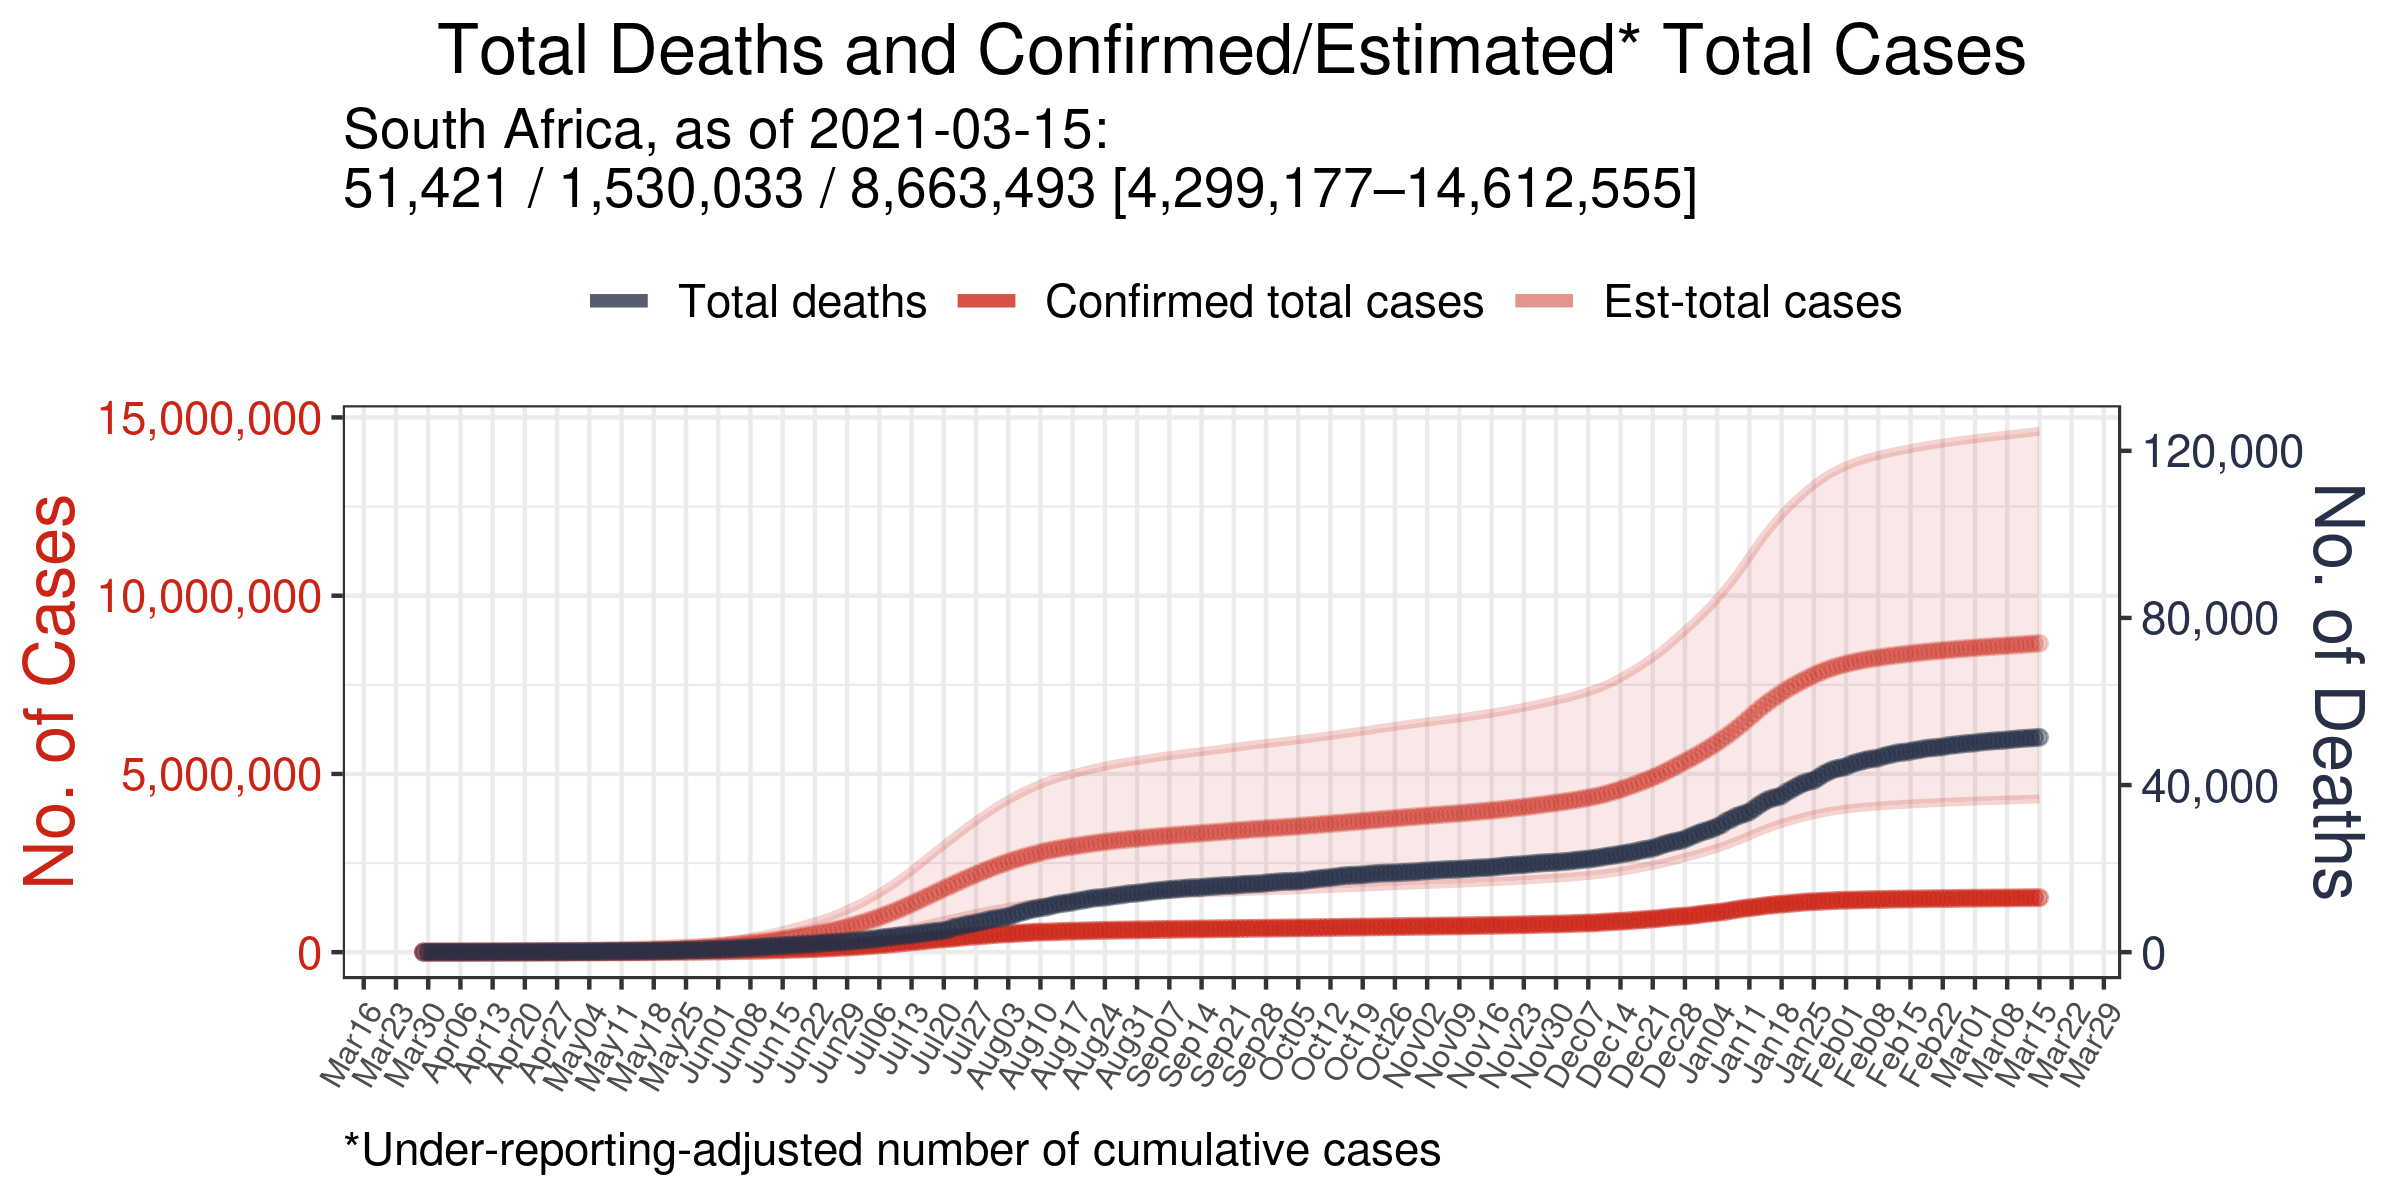 Total Deaths and Confirmed/Estimated* Total Cases
South Africa, as of 2021-03-15:
51,421 / 1,530,033 / 8,663,493 [4,299,177–14,612,555]
Total deaths
Confirmed total cases
Est-total cases
No. of Cases
15,000,000
10,000,000
5,000,000
0
120,000
80,000
40,000
0
No. of Deaths
Mar16
Mar23
Mar30
Apr06
Apr13
Apr20
Apr27
May04
May11
May18
May25
Jun01
Jun08
Jun15
Jun22
Jun29
Jul06
Jul13
Jul20
Jul27
Aug03
Aug10
Aug17
Aug24
Aug31
Sep07
Sep14
Sep21
Sep28
Oct05
Oct12
Oct19
Oct26
Nov02
Nov09
Nov16
Nov23
Nov30
Dec07
Dec14
Dec21
Dec28
Jan04
Jan11
Jan18
Jan25
Feb01
Feb08
Feb15
Feb22
Mar01
Mar08
Mar15
Mar22
Mar29
*Under-reporting-adjusted number of cumulative cases